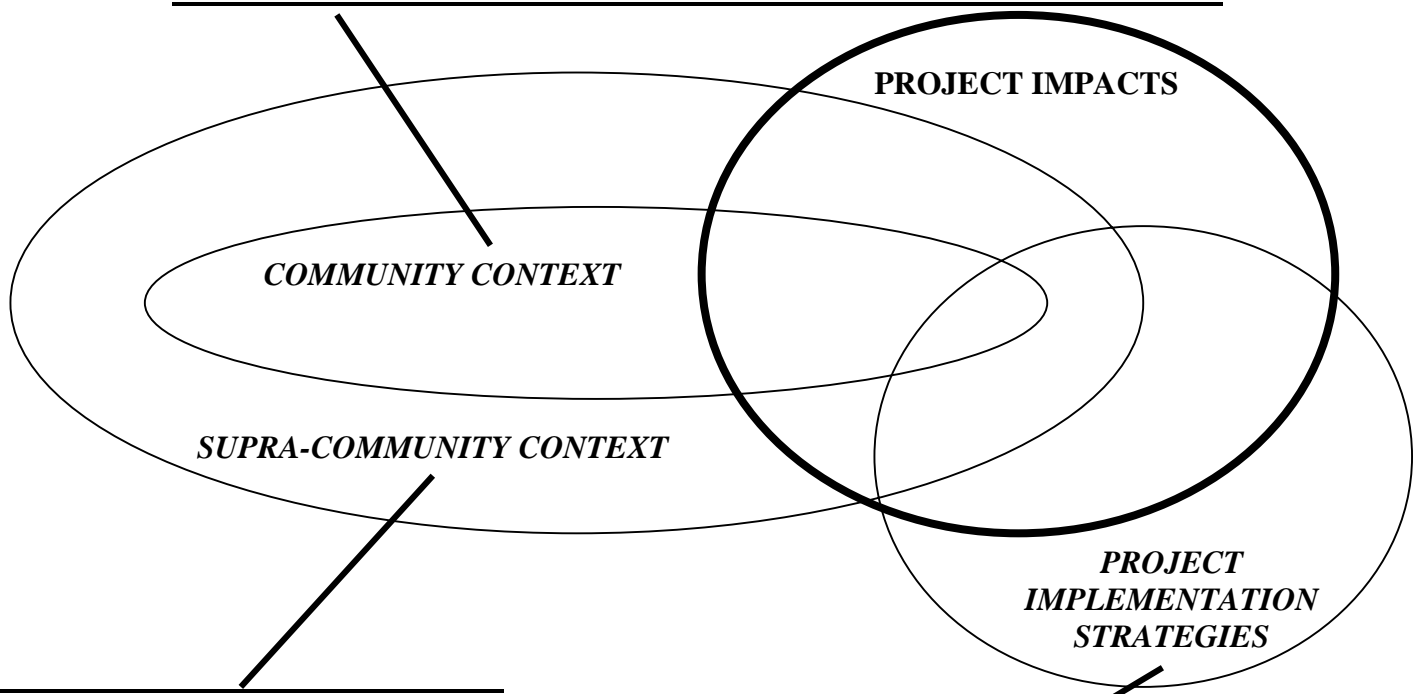 PROJECT IMPACTS
COMMUNITY CONTEXT
SUPRA-COMMUNITY CONTEXT
PROJECT
IMPLEMENTATION
STRATEGIES